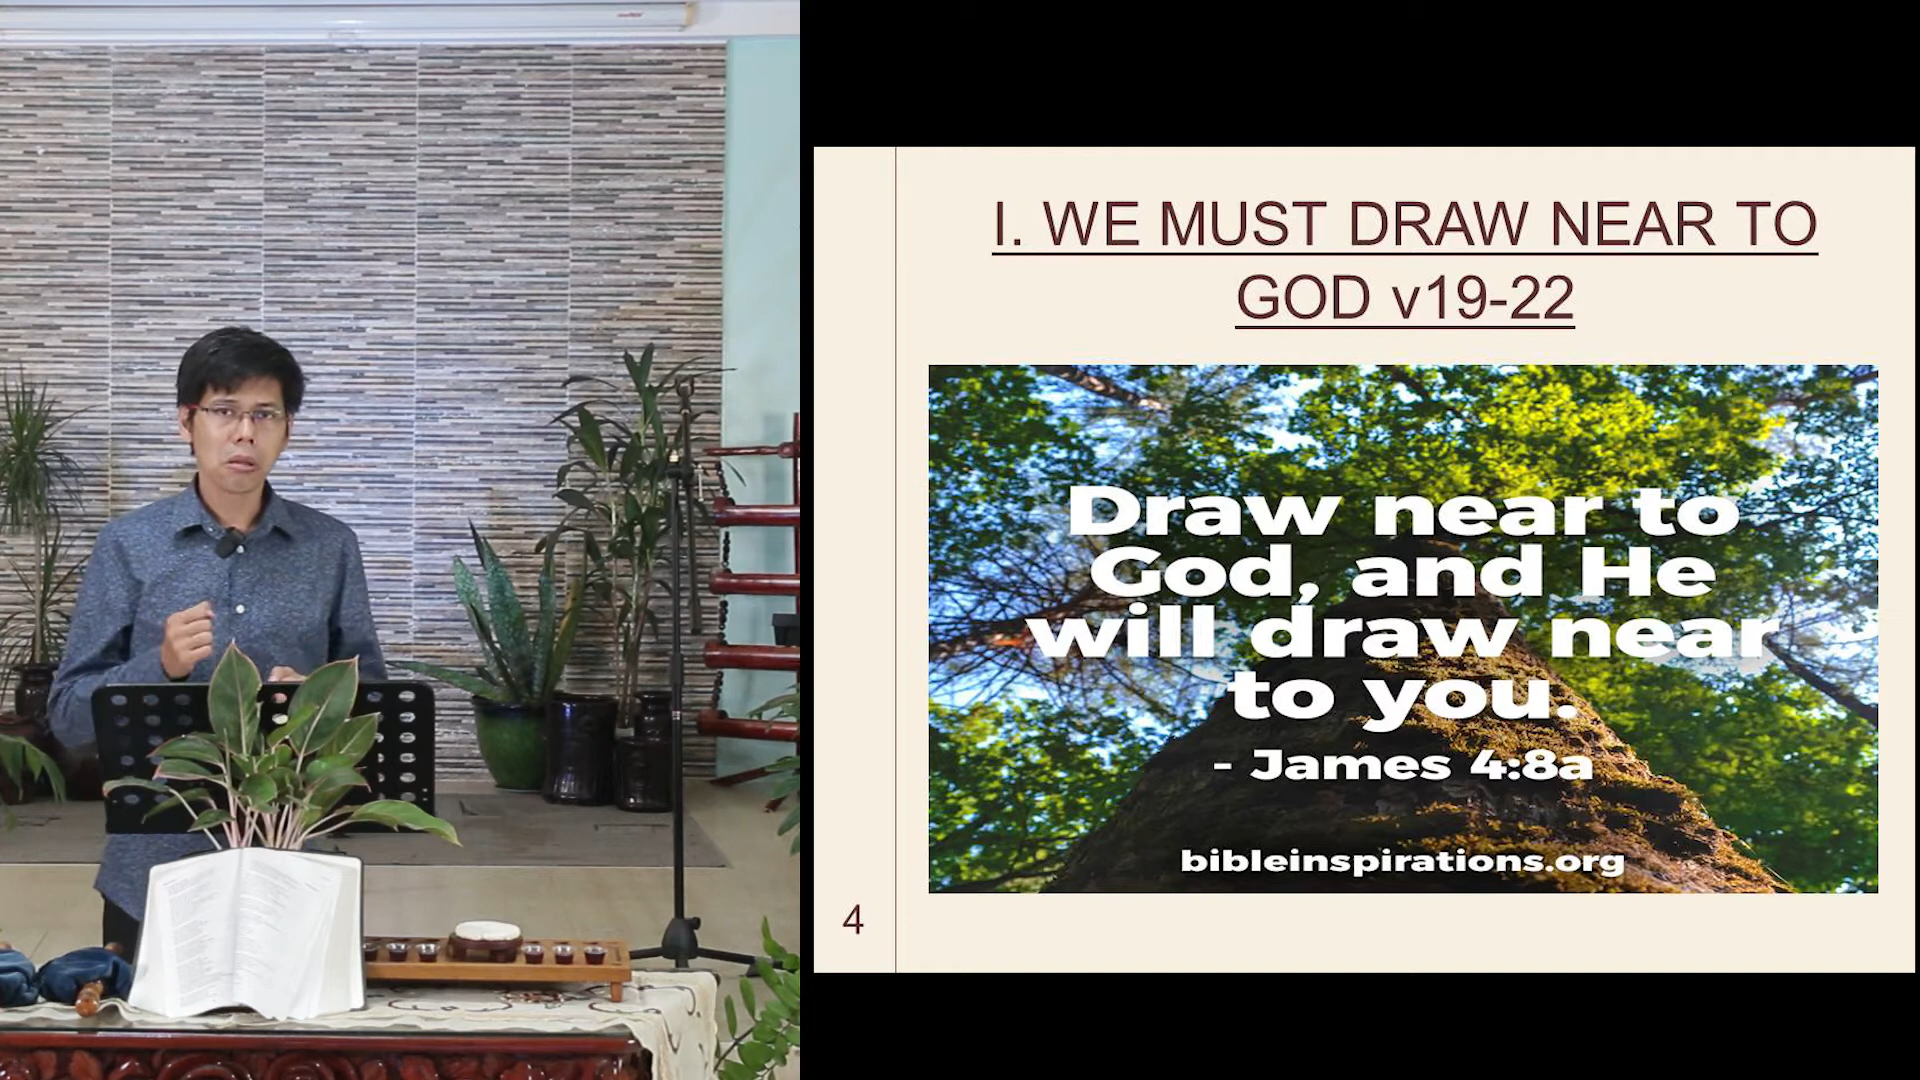 I. WE MUST DRAW NEAR TO
GOD v19-22
Draw near to
God, and He
will draw near
to you.
- James 4:8a
bibleinspirations.org
4